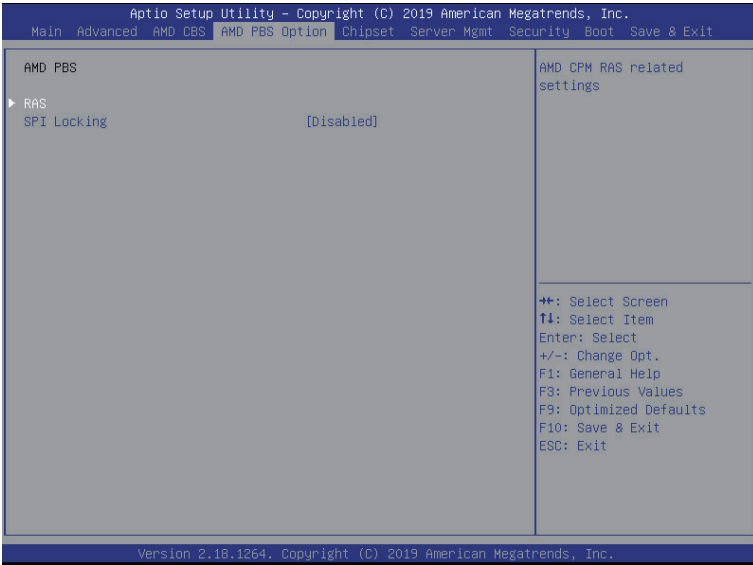 Aptio Setup Utility – Copyright (C) 2019 American Megatrends, Inc.
Main Advanced AMD CBS AMD PBS Option Chipset Server Mgmt Security Boot Save & Exit
AMD PBS
RAS
SPI Locking [Disabled]
AMD CPM RAS related
settings
→←: Select Screen
↑↓: Select Item
Enter: Select
+/-: Change Opt.
F1: General Help
F3: Previous Values
F9: Optimized Defaults
F10: Save & Exit
ESC: Exit
Version 2.18.1264. Copyright (C) 2019 American Megatrends, Inc.